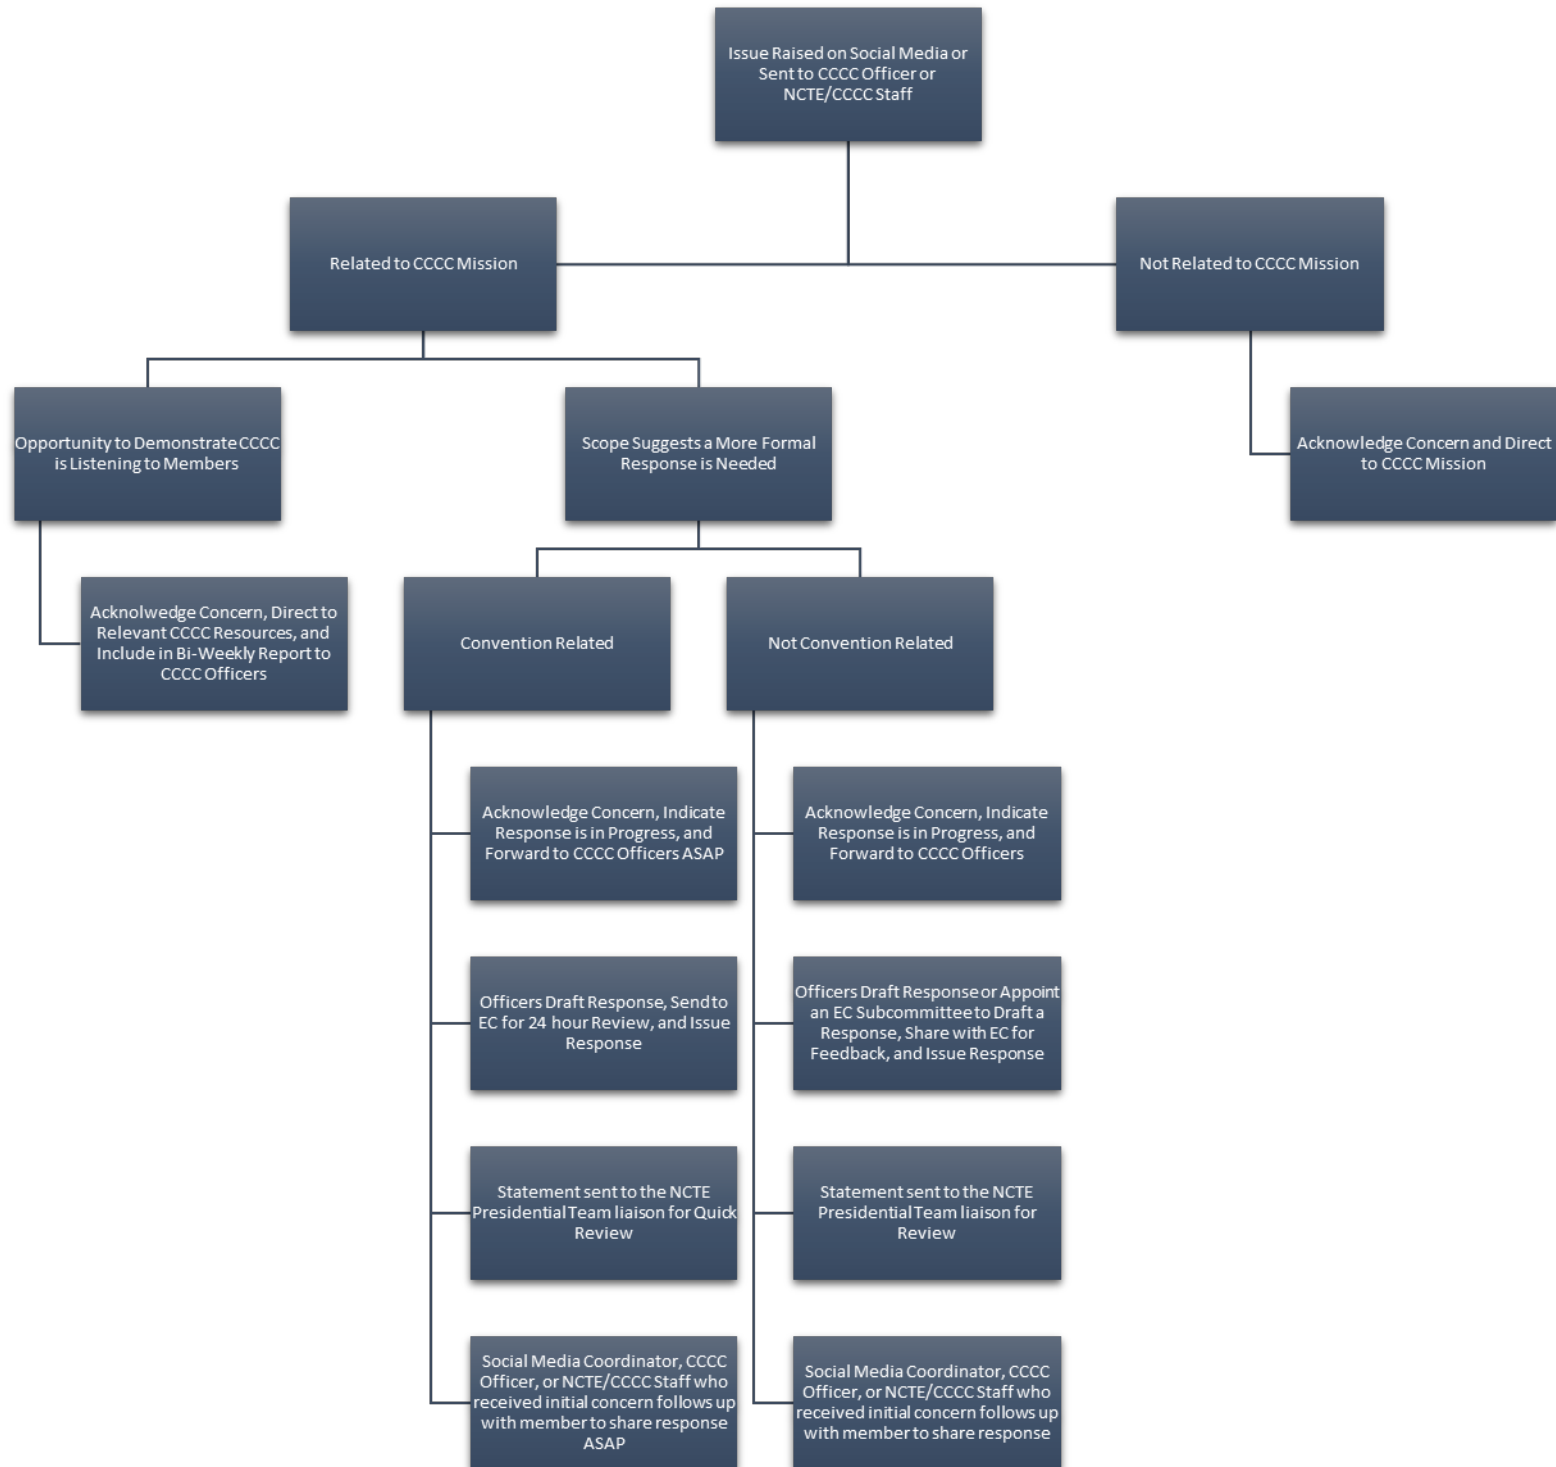 Issue Raised on Social Media or
Sent to CCCC Officer or
NCTE/CCCC Staff
Related to CCCC Mission
Not Related to CCCC Mission
Opportunity to Demonstrate CCCC
is Listening to Members
Scope Suggests a More Formal
Response is Needed
Acknowledge Concern and Direct
to CCCC Mission
Acknolwedge Concern, Direct to
Relevant CCCC Resources, and
Include in Bi-Weekly Report to
CCCC Officers
Convention Related
Not Convention Related
Acknowledge Concern, Indicate
Response is in Progress, and
Forward to CCCC Officers ASAP
Acknowledge Concern, Indicate
Response is in Progress, and
Forward to CCCC Officers
Officers Draft Response, Send to
EC for 24 hour Review, and Issue
Response
Officers Draft Response or Appoint
an EC Subcommittee to Draft a
Response, Share with EC for
Feedback, and Issue Response
Statement sent to the NCTE
Presidential Team liaison for Quick
Review
Statement sent to the NCTE
Presidential Team liaison for
Review
Social Media Coordinator, CCCC
Officer, or NCTE/CCCC Staff who
received initial concern follows up
with member to share response
ASAP
Social Media Coordinator, CCCC
Officer, or NCTE/CCCC Staff who
received initial concern follows up
with member to share response